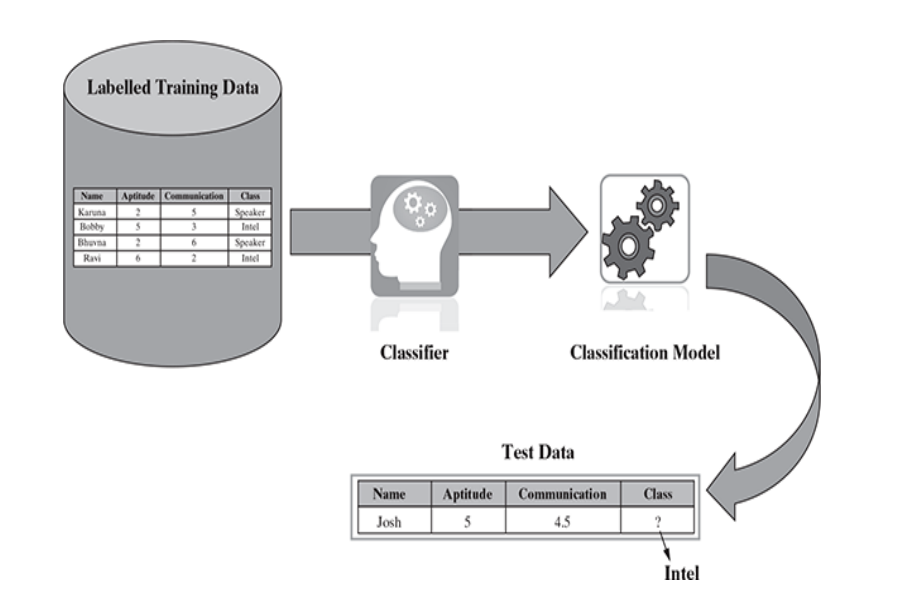 Labelled Training Data
Name Aptitude Communication Class
Karuna 2 5 Speaker
Bobby 5 3 Intel
Bhuvna 2 6 Speaker
Ravi 6 2 Intel
Classifier
Classification Model
Test Data
Name Aptitude Communication Class
Josh 5 4.5 ?
Intel